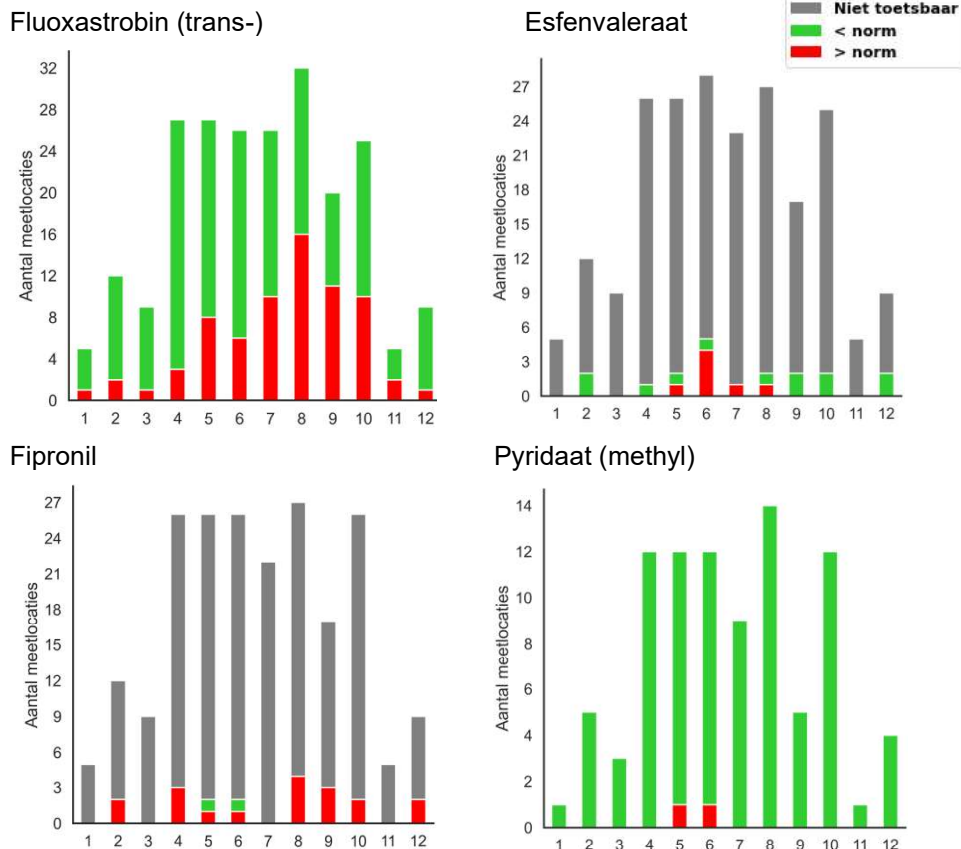 Fluoxastrobin (trans-)
Esfenvaleraat
Niet toetsbaar
< norm
> norm
Aantal meetlocaties
32
28
24
20
16
12
8
4
0
1 2 3 4 5 6 7 8 9 10 11 12
Aantal meetlocaties
27
24
21
18
15
12
9
6
3
0
1 2 3 4 5 6 7 8 9 10 11 12
Fipronil
Pyridaat (methyl)
Aantal meetlocaties
27
24
21
18
15
12
9
6
3
0
1 2 3 4 5 6 7 8 9 10 11 12
Aantal meetlocaties
14
12
10
8
6
4
2
0
1 2 3 4 5 6 7 8 9 10 11 12